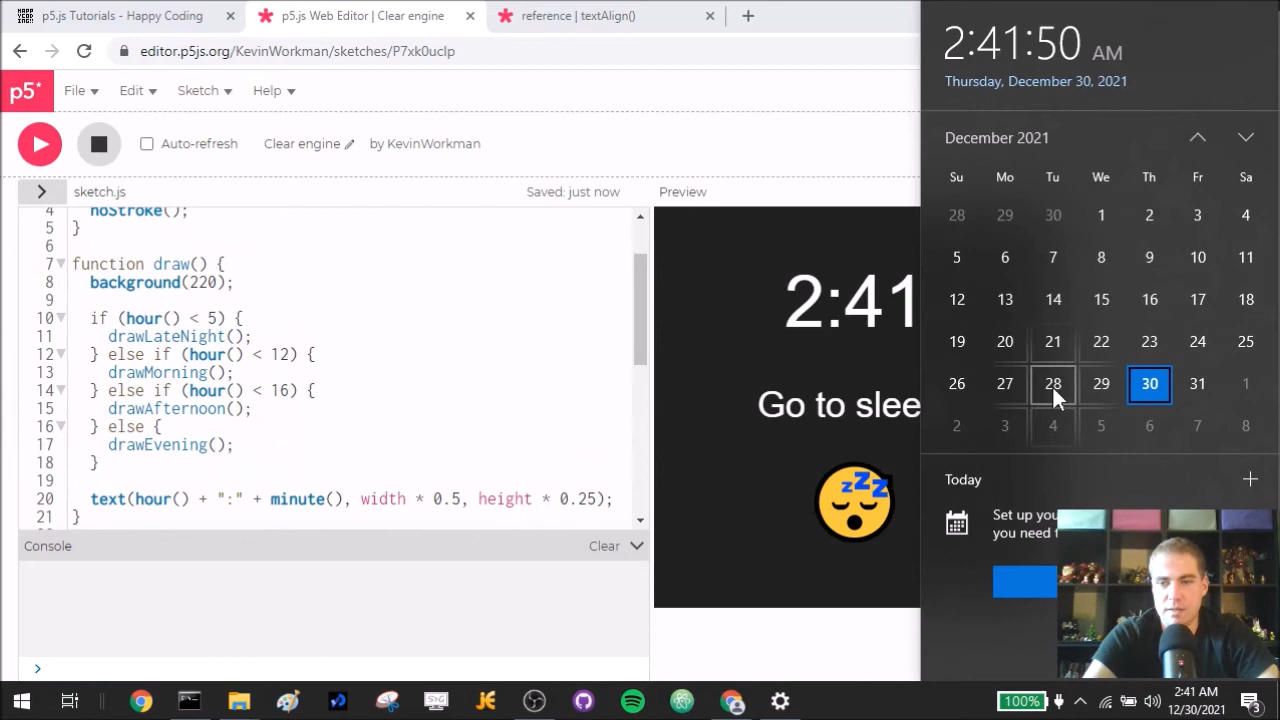 p5.js Tutorials - Happy Coding
p5.js Web Editor | Clear engine
reference | textAlign()
editor.p5js.org/KevinWorkman/sketches/P7xk0ucIp
p5* File Edit Sketch Help
Auto-refresh Clear engine by KevinWorkman
sketch.js Saved: just now Preview
4 noStroke();
5 }
6
7 function draw() {
8 background(220);
9
10 if (hour() < 5) {
11 drawLateNight();
12 } else if (hour() < 12) {
13 drawMorning();
14 } else if (hour() < 16) {
15 drawAfternoon();
16 } else {
17 drawEvening();
18 }
19
20 text(hour() + ":" + minute(), width * 0.5, height * 0.25);
21 }
Console Clear
>
2:41
Go to slee
2:41:50 AM
Thursday, December 30, 2021
December 2021
Su Mo Tu We Th Fr Sa
28 29 30 1 2 3 4
5 6 7 8 9 10 11
12 13 14 15 16 17 18
19 20 21 22 23 24 25
26 27 28 29 30 31 1
2 3 4 5 6 7 8
Today
Set up you
you need
100%
2:41 AM
12/30/2021
3